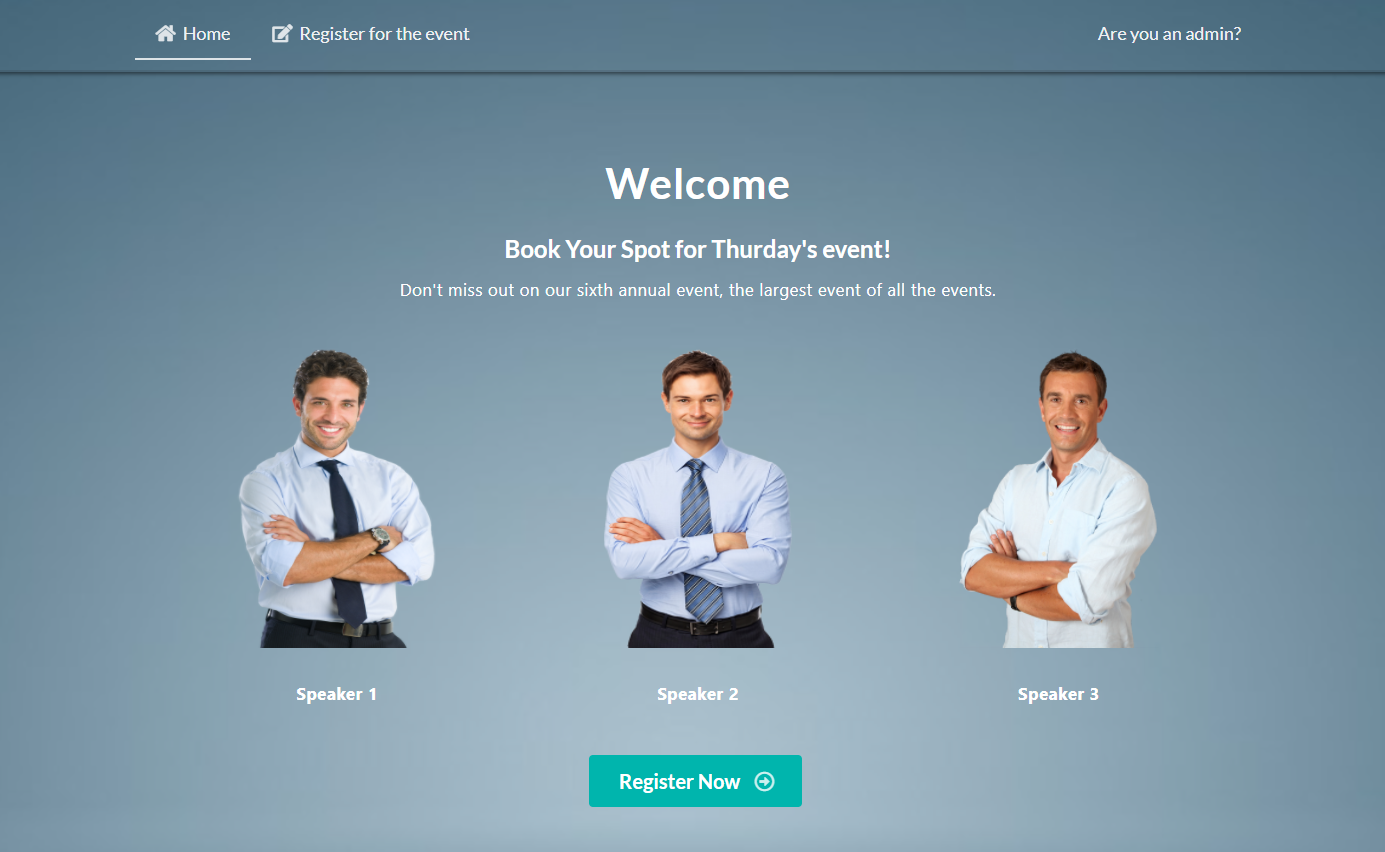 Home
Register for the event
Are you an admin?
Welcome
Book Your Spot for Thurday's event!
Don't miss out on our sixth annual event, the largest event of all the events.
Speaker 1
Speaker 2
Speaker 3
Register Now